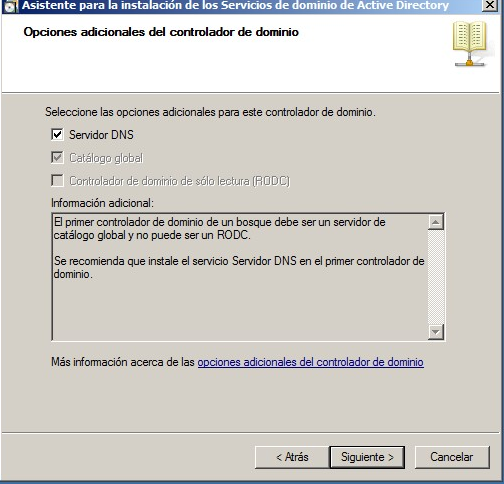 Asistente para la instalación de los Servicios de dominio de Active Directory
Opciones adicionales del controlador de dominio
Seleccione las opciones adicionales para este controlador de dominio.
Servidor DNS
Catálogo global
Controlador de dominio de sólo lectura (RODC)
Información adicional:
El primer controlador de dominio de un bosque debe ser un servidor de
catálogo global y no puede ser un RODC.
Se recomienda que instale el servicio Servidor DNS en el primer controlador de
dominio.
Más información acerca de las opciones adicionales del controlador de dominio
< Atrás
Siguiente >
Cancelar